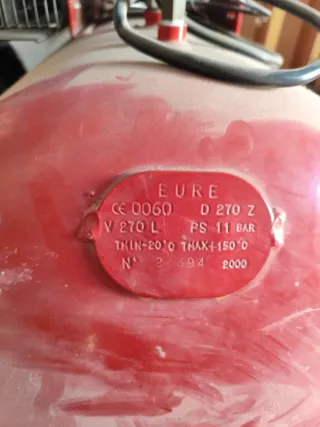 EURE
CE 0060 D 270 Z
V 270 L PS 11 BAR
TMIN-20°C TMAX+150°C
N° 2000